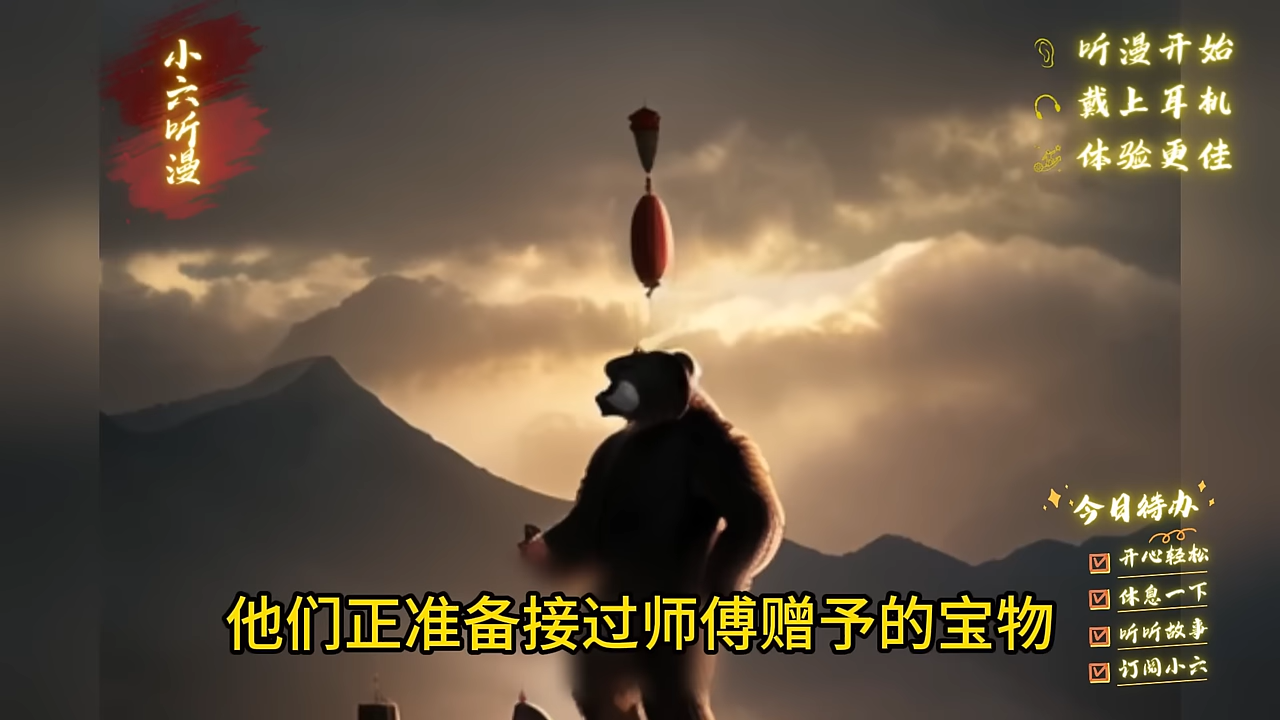 小六听漫
听漫开始
戴上耳机
体验更佳
今日待办
开心轻松
休息一下
听听故事
订阅小六
他们正准备接过师傅赠予的宝物